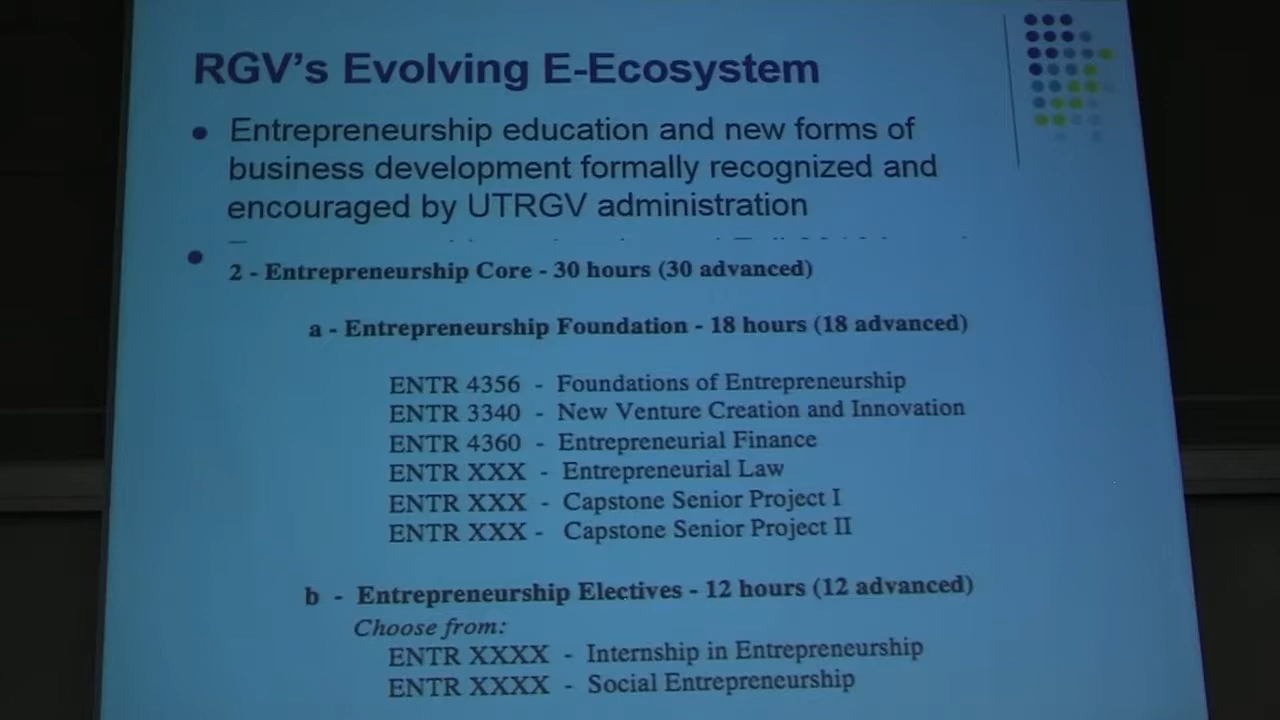 RGV's Evolving E-Ecosystem
Entrepreneurship education and new forms of
business development formally recognized and
encouraged by UTRGV administration
2 - Entrepreneurship Core - 30 hours (30 advanced)
a - Entrepreneurship Foundation - 18 hours (18 advanced)
ENTR 4356 - Foundations of Entrepreneurship
ENTR 3340 - New Venture Creation and Innovation
ENTR 4360 - Entrepreneurial Finance
ENTR XXX - Entrepreneurial Law
ENTR XXX - Capstone Senior Project I
ENTR XXX - Capstone Senior Project II
b - Entrepreneurship Electives - 12 hours (12 advanced)
Choose from:
ENTR XXXX - Internship in Entrepreneurship
ENTR XXXX - Social Entrepreneurship